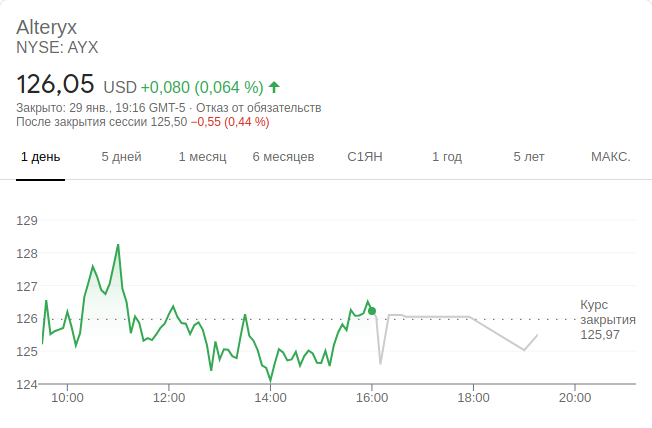 Alteryx
NYSE: AYX
126,05 USD +0,080 (0,064 %)
Закрыто: 29 янв., 19:16 GMT-5 · Отказ от обязательств
После закрытия сессии 125,50 −0,55 (0,44 %)
1 день 5 дней 1 месяц 6 месяцев С1ЯН 1 год 5 лет МАКС.
129
128
127
126
125
124
Курс
закрытия
125,97
10:00 12:00 14:00 16:00 18:00 20:00